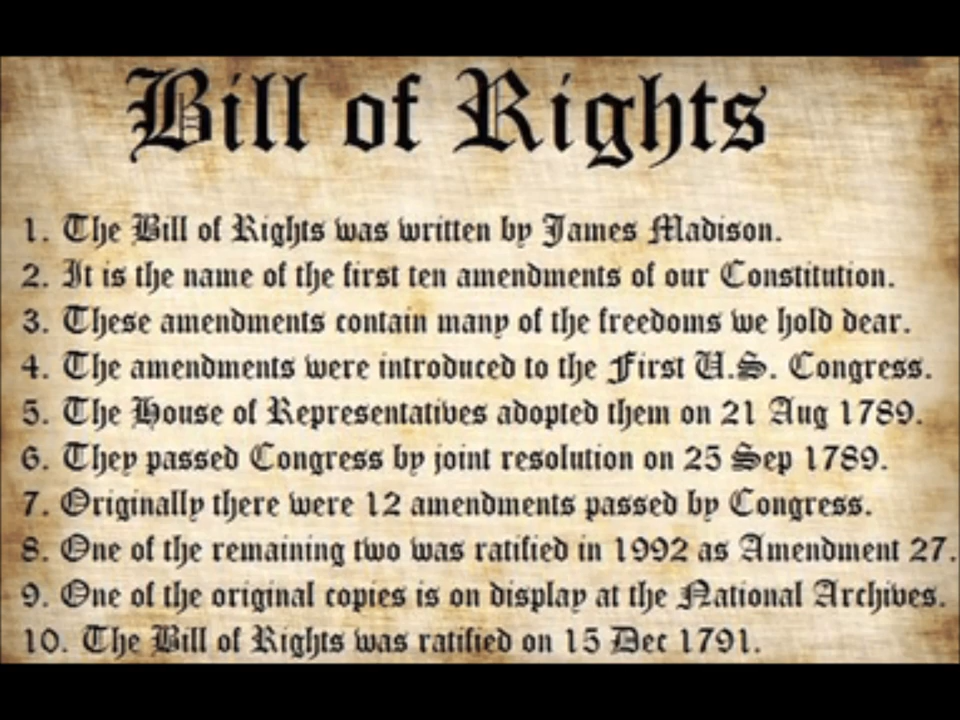 Bill of Rights
1. The Bill of Rights was written by James Madison.
2. It is the name of the first ten amendments of our Constitution.
3. These amendments contain many of the freedoms we hold dear.
4. The amendments were introduced to the First U.S. Congress.
5. The House of Representatives adopted them on 21 Aug 1789.
6. They passed Congress by joint resolution on 25 Sep 1789.
7. Originally there were 12 amendments passed by Congress.
8. One of the remaining two was ratified in 1992 as Amendment 27.
9. One of the original copies is on display at the National Archives.
10. The Bill of Rights was ratified on 15 Dec 1791.